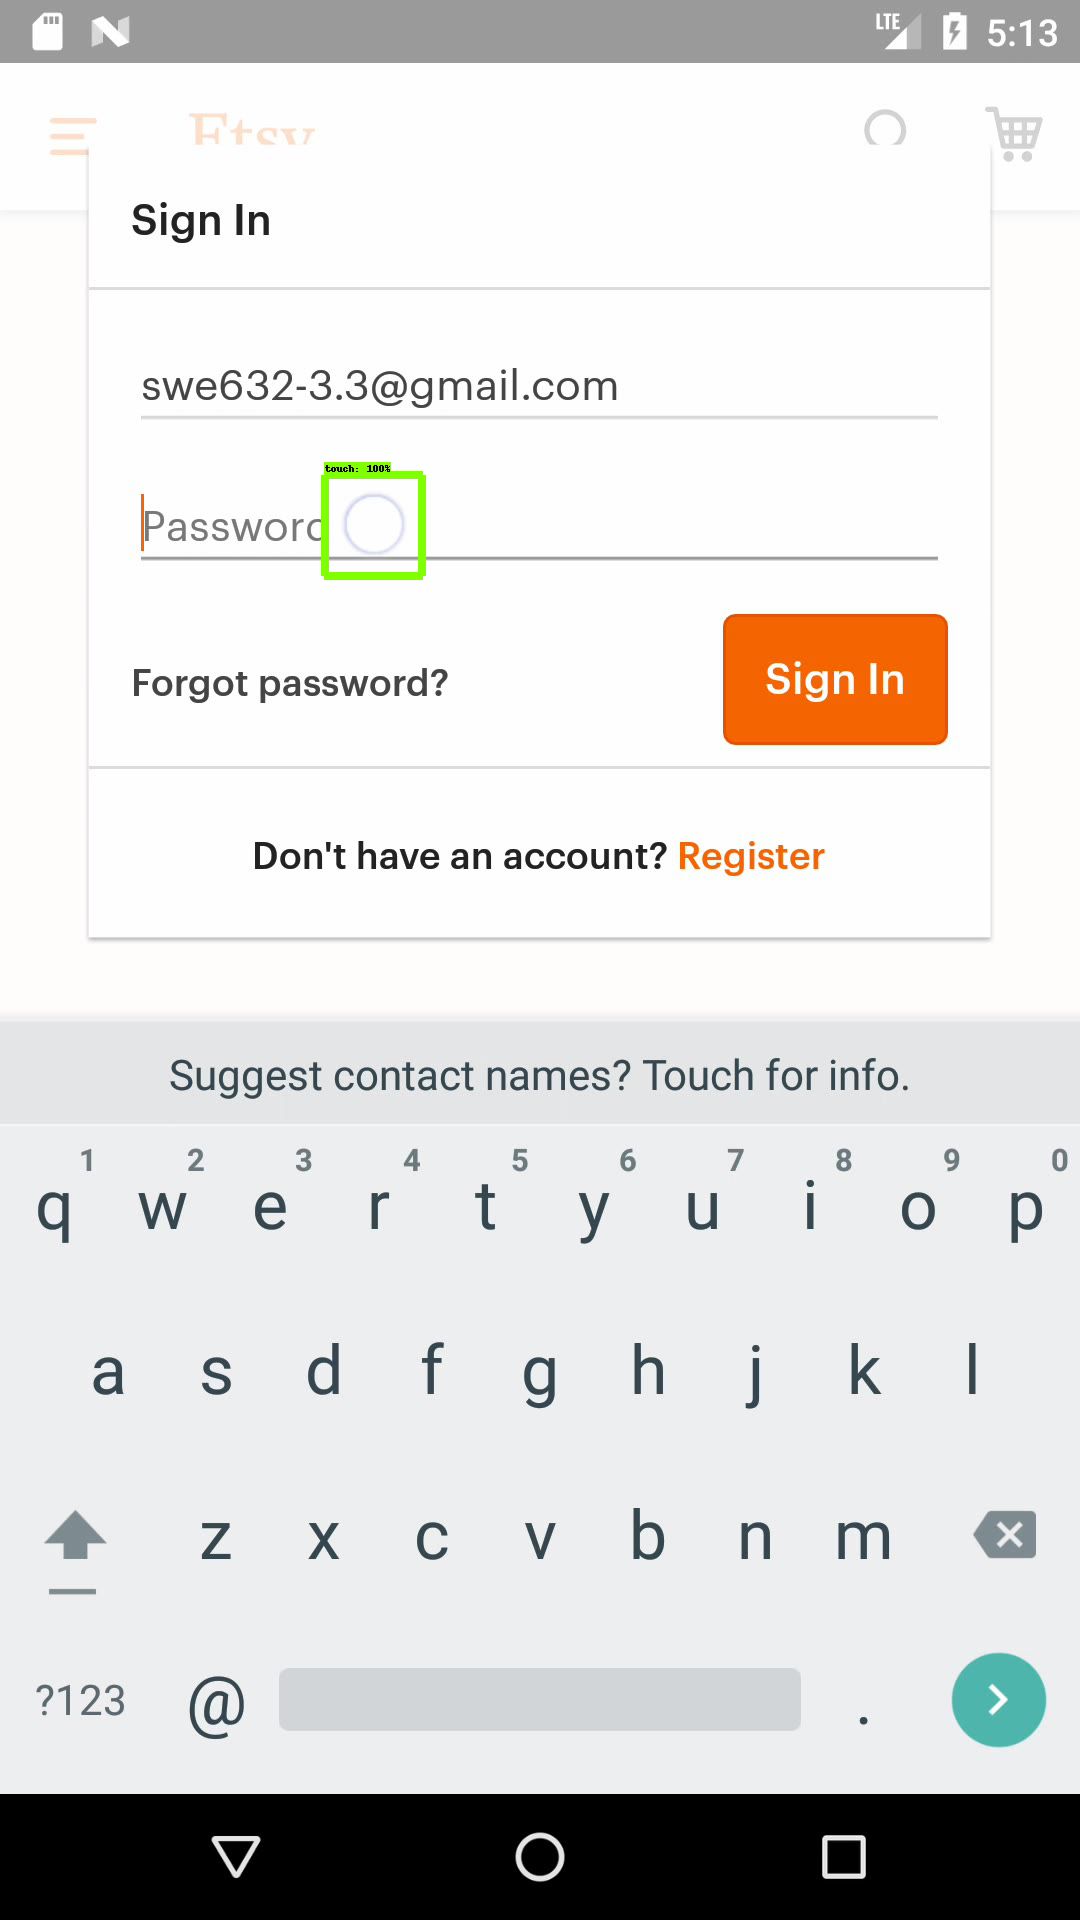 LTE 5:13
Etsy
Sign In
swe632-3.3@gmail.com
touch: 100%
Password
Forgot password?
Sign In
Don't have an account? Register
Suggest contact names? Touch for info.
1 2 3 4 5 6 7 8 9 0
q w e r t y u i o p
a s d f g h j k l
z x c v b n m
?123 @ .